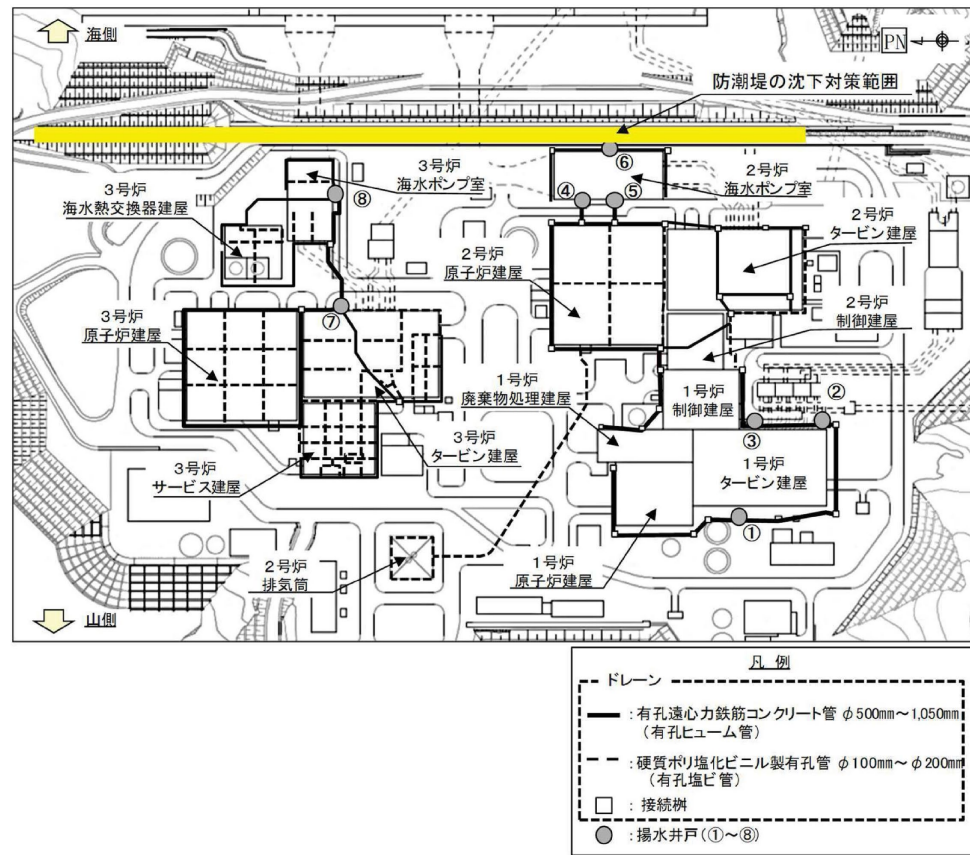 海側
PN
防潮堤の沈下対策範囲
⑥
3号炉
海水ポンプ室
2号炉
海水ポンプ室
3号炉
海水熱交換器建屋
⑧
④
⑤
2号炉
タービン建屋
2号炉
原子炉建屋
2号炉
制御建屋
3号炉
原子炉建屋
⑦
1号炉
廃棄物処理建屋
1号炉
制御建屋
②
③
3号炉
タービン建屋
3号炉
サービス建屋
1号炉
タービン建屋
①
2号炉
排気筒
1号炉
原子炉建屋
山側
凡 例
ドレーン
：有孔遠心力鉄筋コンクリート管 φ500mm～1,050mm
（有孔ヒューム管）
：硬質ポリ塩化ビニル製有孔管 φ100mm～φ200mm
（有孔塩ビ管）
：接続桝
：揚水井戸（①～⑧）